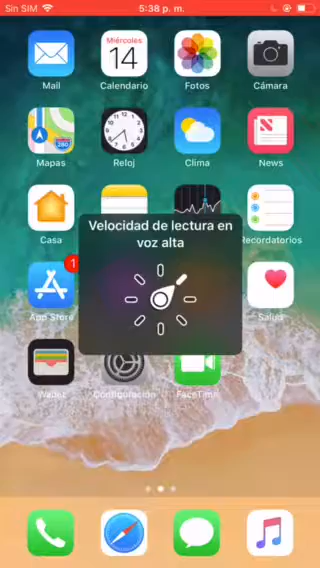 Sin SIM 5:38 p. m.
Miércoles
14
280
Mail Calendario Fotos Cámara
Mapas Reloj Clima News
Casa Recordatorios
Velocidad de lectura en
voz alta
1
App Store Salud
Wallet Configuración FaceTime